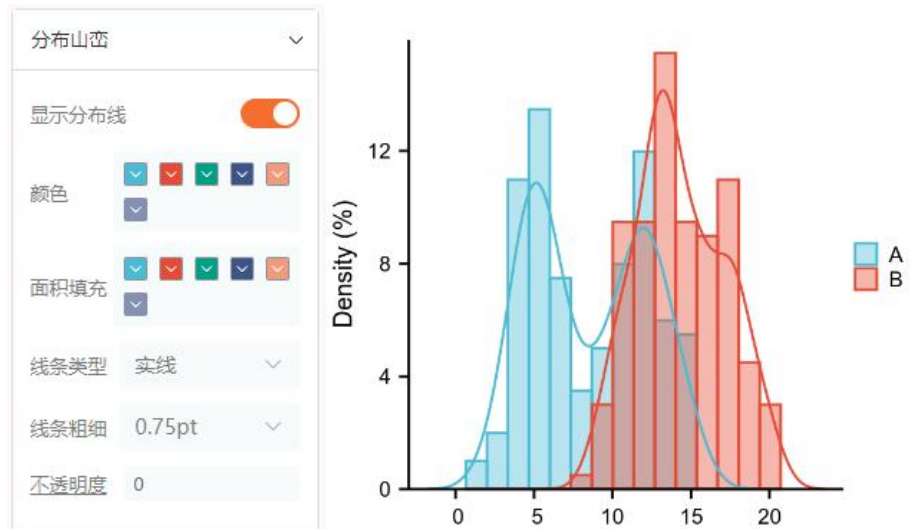 分布山峦
显示分布线
颜色
面积填充
线条类型 实线
线条粗细 0.75pt
不透明度 0
Density (%)
12
8
4
0
0 5 10 15 20
A
B